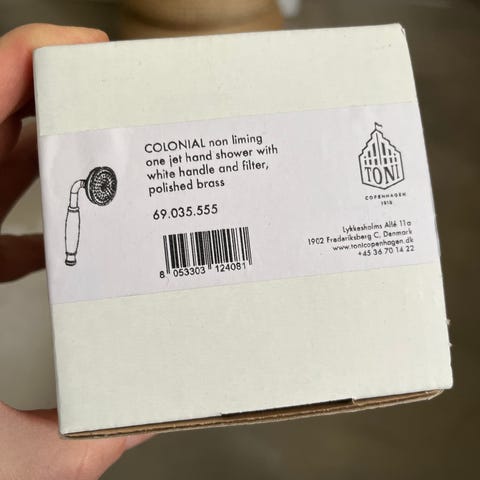 COLONIAL non liming
one jet hand shower with
white handle and filter,
polished brass
69.035.555
8 053303 124081
TONI
COPENHAGEN
1918
Lykkesholms Allé 11a
1902 Frederiksberg C, Denmark
www.tonicopenhagen.dk
+45 36 70 14 22